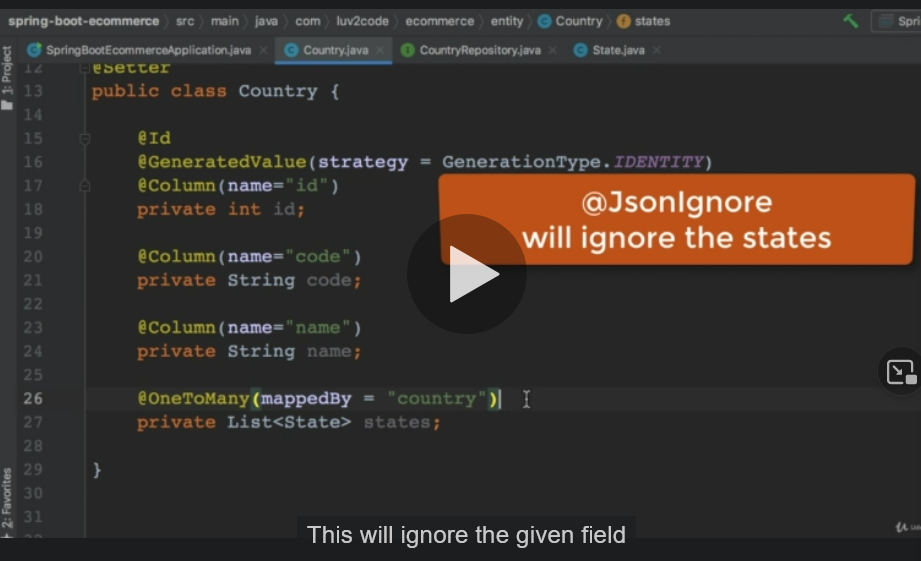 spring-boot-ecommerce src main java com luv2code ecommerce entity Country states Spri
SpringBootEcommerceApplication.java Country.java CountryRepository.java State.java
1: Project
12 @Setter
13 public class Country {
14
15 @Id
16 @GeneratedValue(strategy = GenerationType.IDENTITY)
17 @Column(name="id")
18 private int id;
19
20 @Column(name="code")
21 private String code;
22
23 @Column(name="name")
24 private String name;
25
26 @OneToMany(mappedBy = "country")
27 private List<State> states;
28
29 }
30
31
@JsonIgnore
will ignore the states
2: Favorites
This will ignore the given field